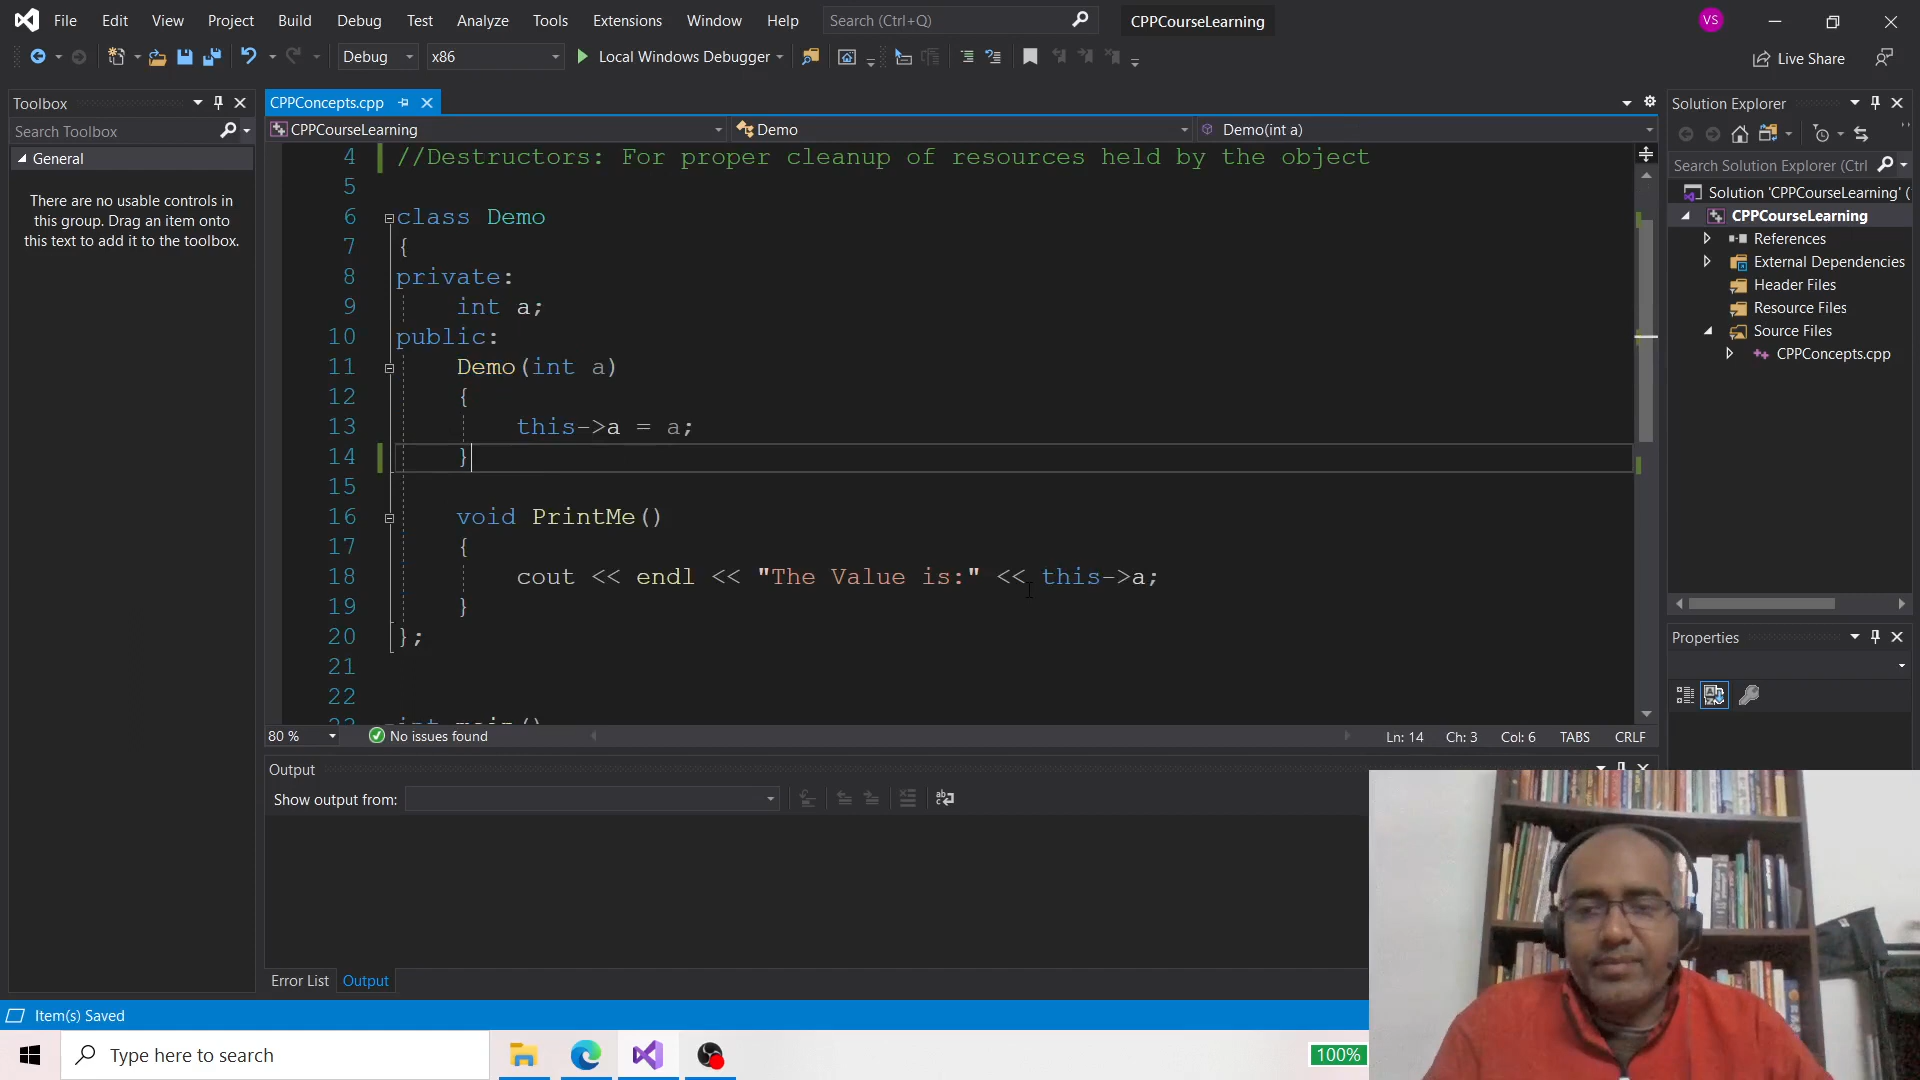 File Edit View Project Build Debug Test Analyze Tools Extensions Window Help Search (Ctrl+Q) CPPCourseLearning VS
Debug x86 Local Windows Debugger Live Share
Toolbox
Search Toolbox
General
There are no usable controls in
this group. Drag an item onto
this text to add it to the toolbox.
CPPConcepts.cpp
CPPCourseLearning Demo Demo(int a)
4 //Destructors: For proper cleanup of resources held by the object
5
6 class Demo
7 {
8 private:
9 int a;
10 public:
11 Demo(int a)
12 {
13 this->a = a;
14 }
15
16 void PrintMe()
17 {
18 cout << endl << "The Value is:" << this->a;
19 }
20 };
21
22
23 int main()
80 % No issues found Ln: 14 Ch: 3 Col: 6 TABS CRLF
Output
Show output from:
Error List Output
Solution Explorer
Search Solution Explorer (Ctrl
Solution 'CPPCourseLearning' (
CPPCourseLearning
References
External Dependencies
Header Files
Resource Files
Source Files
CPPConcepts.cpp
Properties
Item(s) Saved
Type here to search
100%